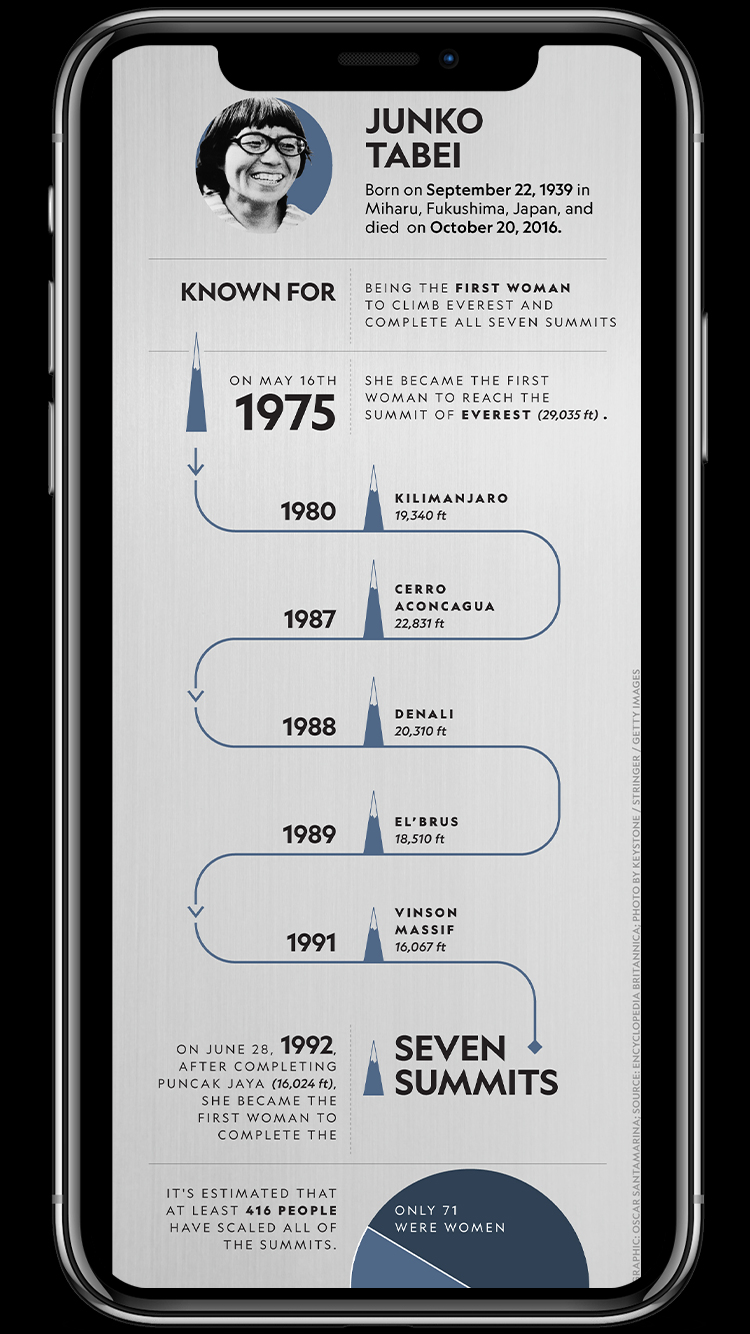 JUNKO
TABEI
Born on September 22, 1939 in
Miharu, Fukushima, Japan, and
died on October 20, 2016.
KNOWN FOR
BEING THE FIRST WOMAN
TO CLIMB EVEREST AND
COMPLETE ALL SEVEN SUMMITS
ON MAY 16TH
1975
SHE BECAME THE FIRST
WOMAN TO REACH THE
SUMMIT OF EVEREST (29,035 ft) .
1980
KILIMANJARO
19,340 ft
1987
CERRO
ACONCAGUA
22,831 ft
1988
DENALI
20,310 ft
1989
EL'BRUS
18,510 ft
1991
VINSON
MASSIF
16,067 ft
ON JUNE 28, 1992,
AFTER COMPLETING
PUNCAK JAYA (16,024 ft),
SHE BECAME THE
FIRST WOMAN TO
COMPLETE THE
SEVEN
SUMMITS
IT'S ESTIMATED THAT
AT LEAST 416 PEOPLE
HAVE SCALED ALL OF
THE SUMMITS.
ONLY 71
WERE WOMEN
GRAPHIC: OSCAR SANTAMARINA; SOURCE: ENCYCLOPEDIA BRITANNICA; PHOTO BY KEYSTONE / STRINGER / GETTY IMAGES